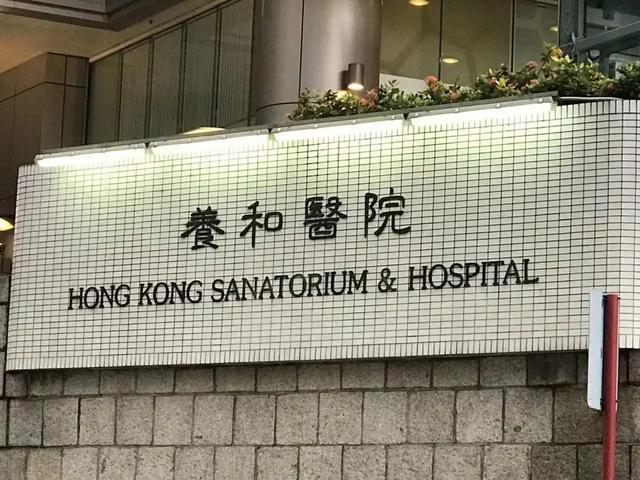 養和醫院
HONG KONG SANATORIUM & HOSPITAL